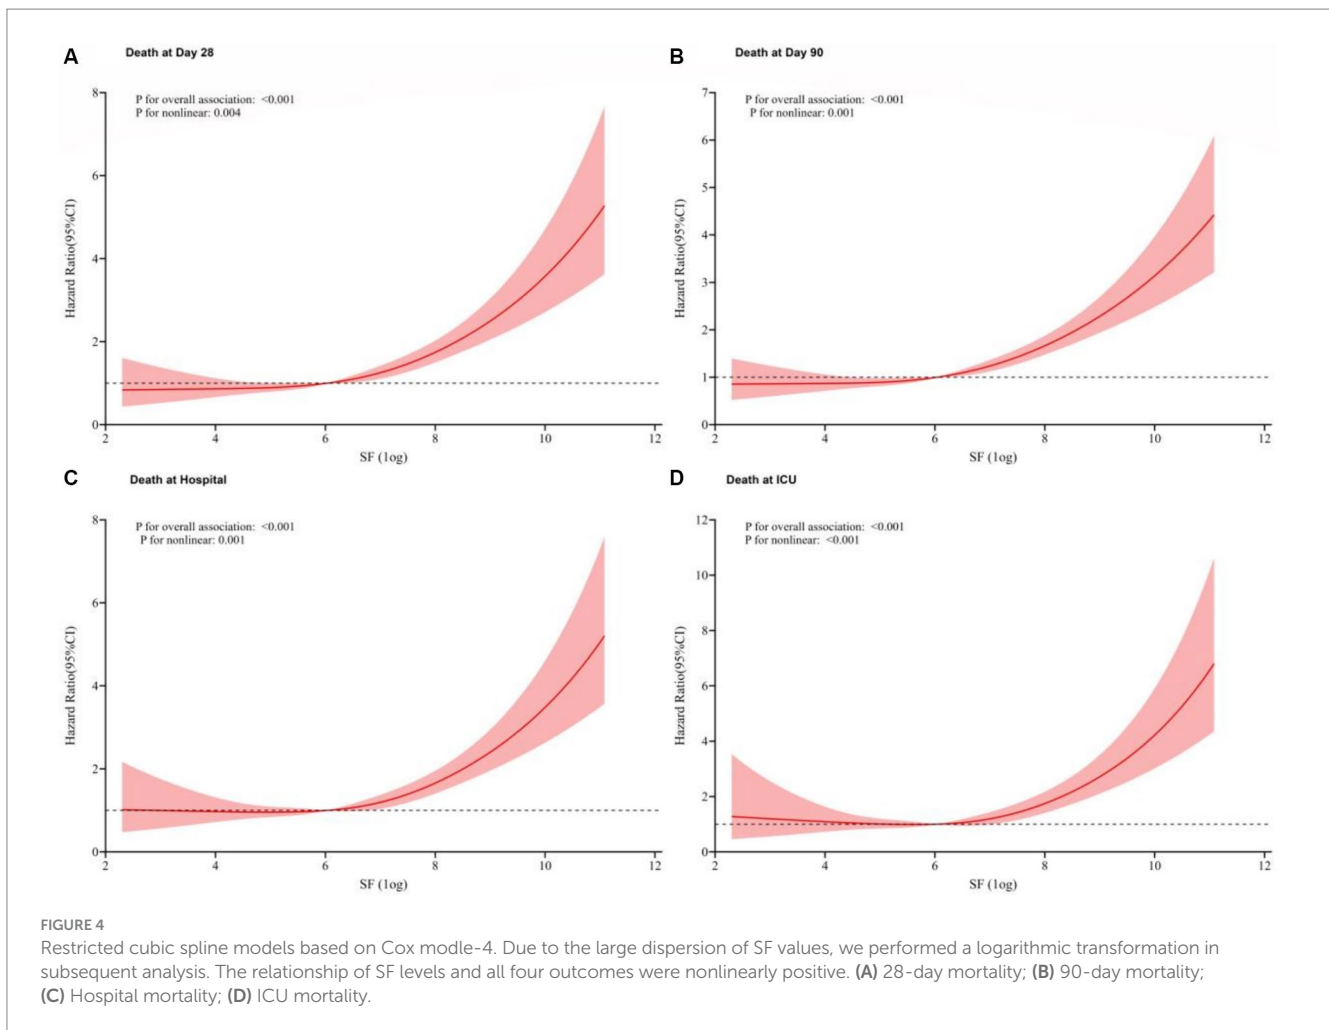 A
Death at Day 28
P for overall association: <0.001
P for nonlinear: 0.004
8
6
4
2
0
Hazard Ratio(95%CI)
2 4 6 8 10 12
SF (log)
B
Death at Day 90
P for overall association: <0.001
P for nonlinear: 0.001
7
6
5
4
3
2
1
0
Hazard Ratio(95%CI)
2 4 6 8 10 12
SF (log)
C
Death at Hospital
P for overall association: <0.001
P for nonlinear: 0.001
8
6
4
2
0
Hazard Ratio(95%CI)
2 4 6 8 10 12
SF (log)
D
Death at ICU
P for overall association: <0.001
P for nonlinear: <0.001
12
10
8
6
4
2
0
Hazard Ratio(95%CI)
2 4 6 8 10 12
SF (log)
FIGURE 4
Restricted cubic spline models based on Cox modle-4. Due to the large dispersion of SF values, we performed a logarithmic transformation in
subsequent analysis. The relationship of SF levels and all four outcomes were nonlinearly positive. (A) 28-day mortality; (B) 90-day mortality;
(C) Hospital mortality; (D) ICU mortality.